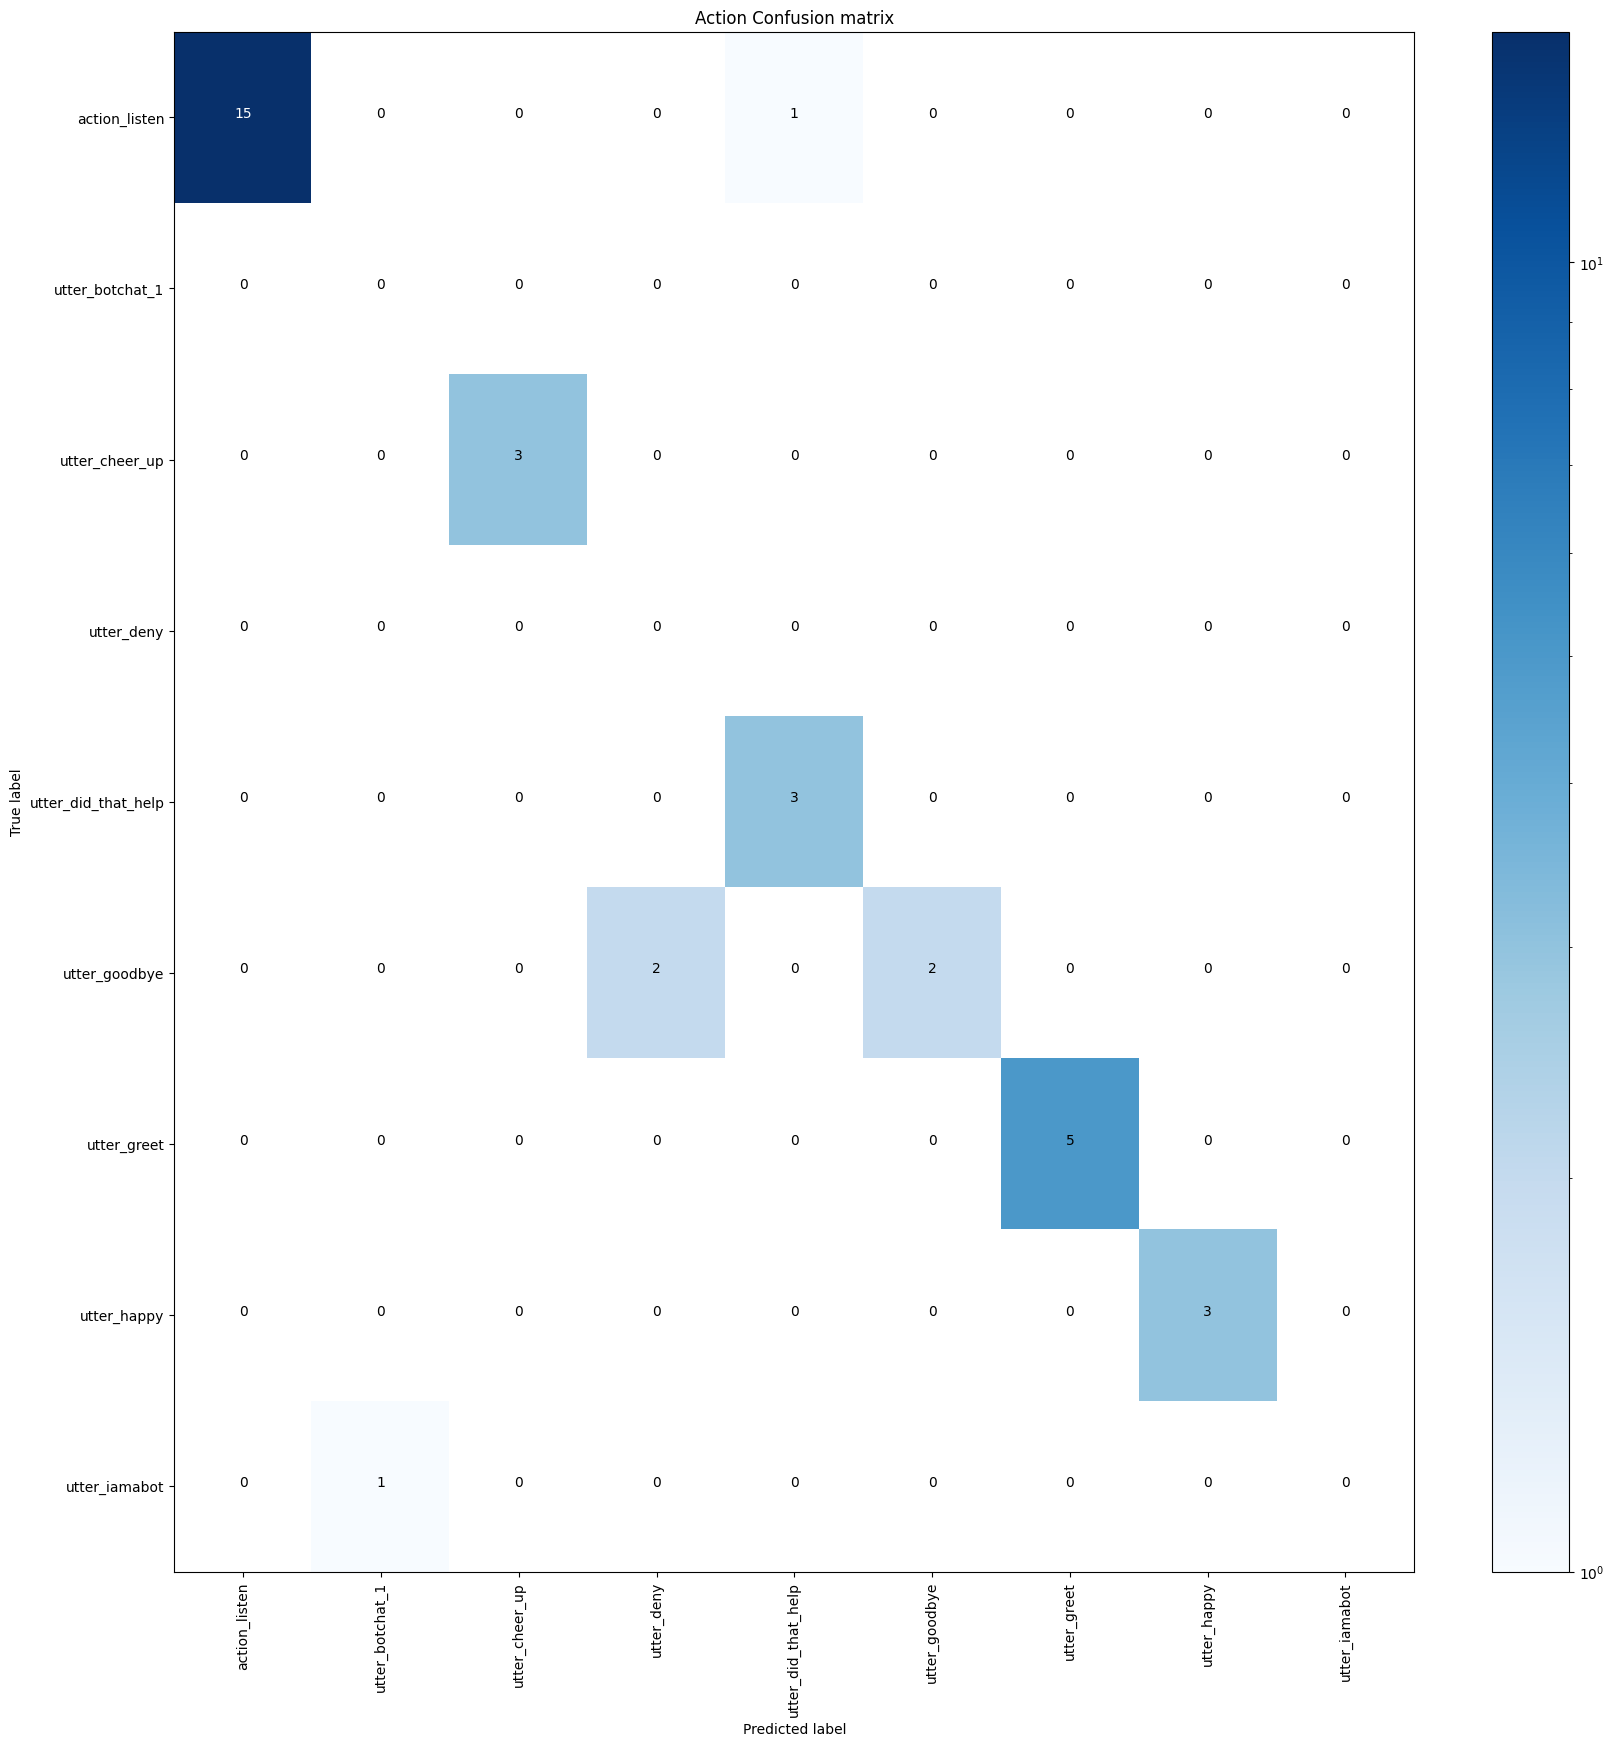 Action Confusion matrix
action_listen 15 0 0 0 1 0 0 0 0
utter_botchat_1 0 0 0 0 0 0 0 0 0
utter_cheer_up 0 0 3 0 0 0 0 0 0
utter_deny 0 0 0 0 0 0 0 0 0
utter_did_that_help 0 0 0 0 3 0 0 0 0
utter_goodbye 0 0 0 2 0 2 0 0 0
utter_greet 0 0 0 0 0 0 5 0 0
utter_happy 0 0 0 0 0 0 0 3 0
utter_iamabot 0 1 0 0 0 0 0 0 0
True label
action_listen
utter_botchat_1
utter_cheer_up
utter_deny
utter_did_that_help
utter_goodbye
utter_greet
utter_happy
utter_iamabot
Predicted label
10¹
10⁰